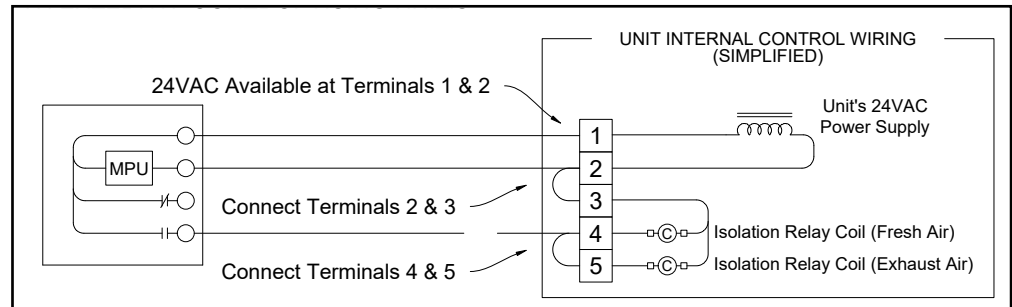 UNIT INTERNAL CONTROL WIRING
(SIMPLIFIED)
24VAC Available at Terminals 1 & 2
Unit's 24VAC
Power Supply
1
MPU
2
3
Connect Terminals 2 & 3
4
C
Isolation Relay Coil (Fresh Air)
5
C
Isolation Relay Coil (Exhaust Air)
Connect Terminals 4 & 5